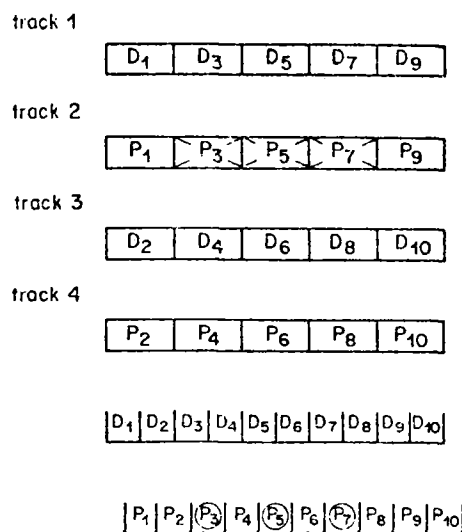 track 1
D1 D3 D5 D7 D9
track 2
P1 P3 P5 P7 P9
track 3
D2 D4 D6 D8 D10
track 4
P2 P4 P6 P8 P10
D1 D2 D3 D4 D5 D6 D7 D8 D9 D10
P1 P2 P3 P4 P5 P6 P7 P8 P9 P10